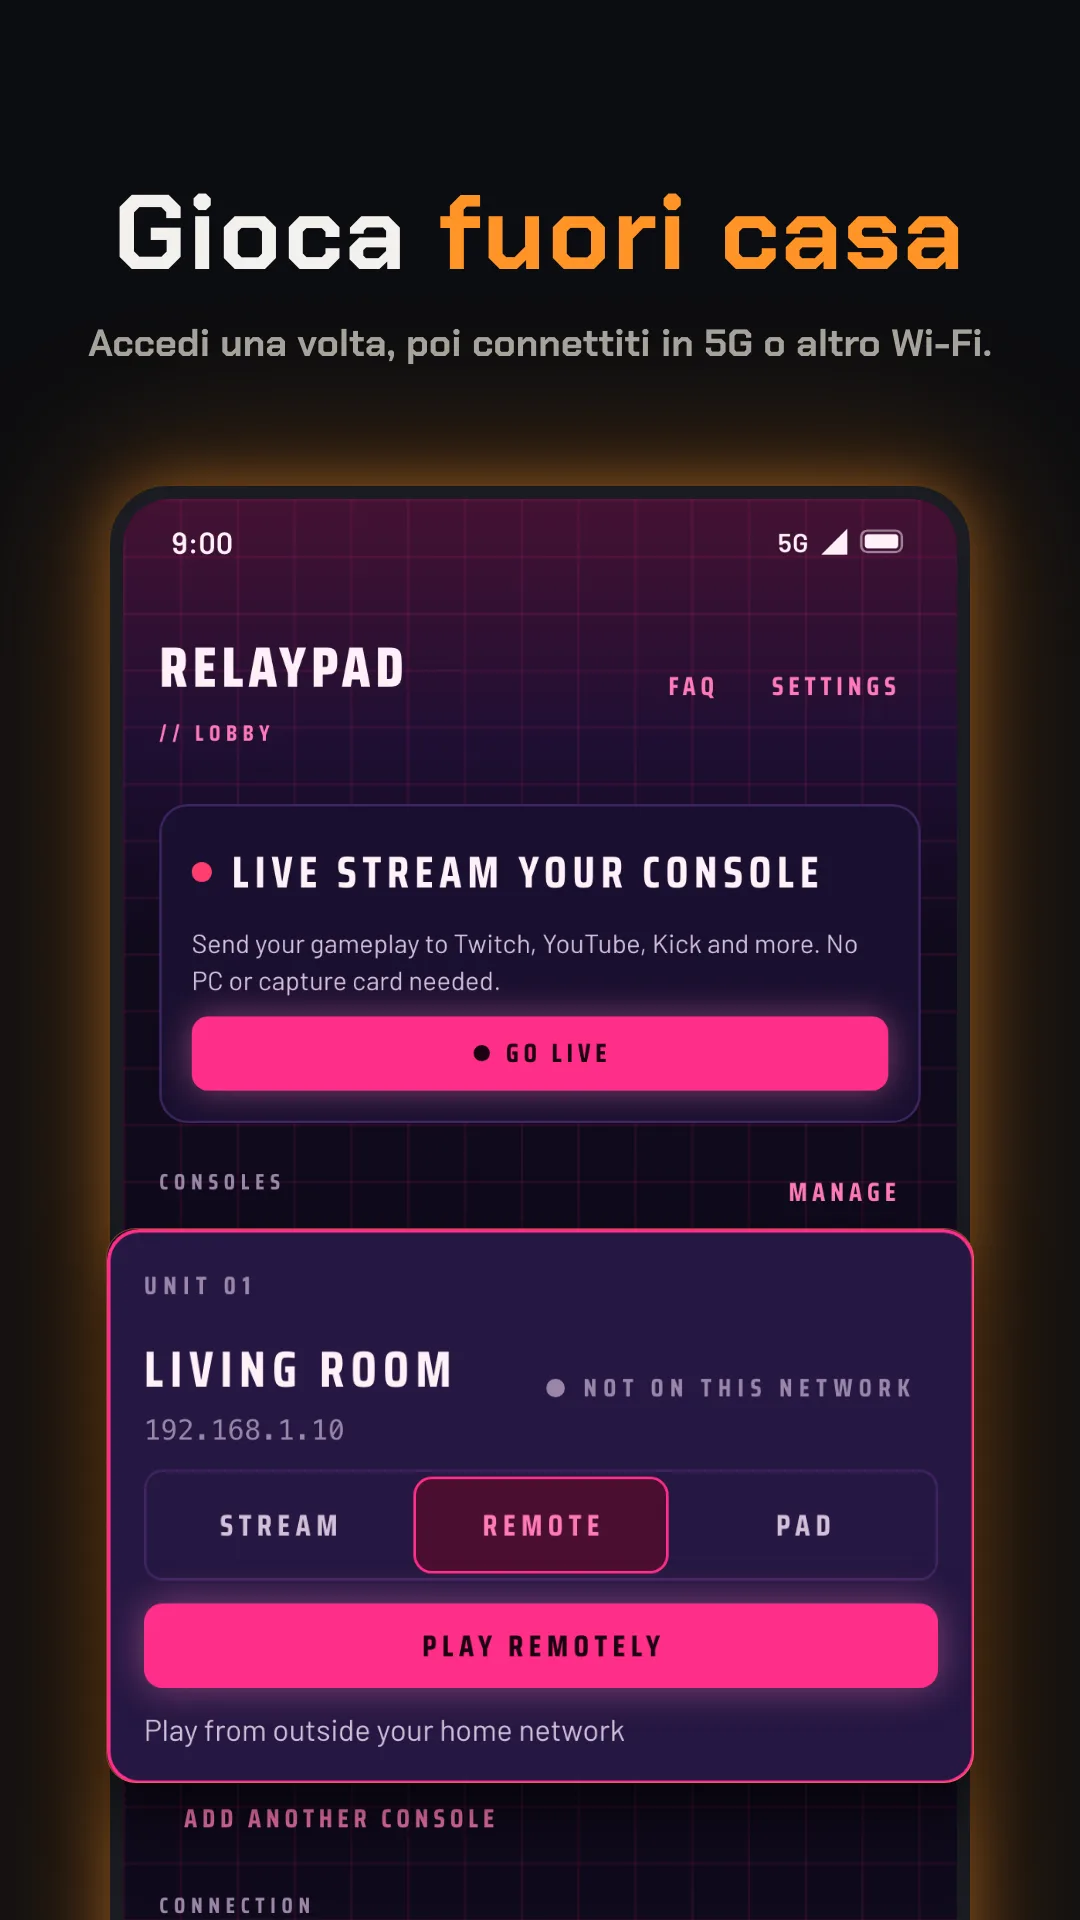 Gioca fuori casa
Accedi una volta, poi connettiti in 5G o altro Wi-Fi.
9:00
5G
RELAYPAD
FAQ
SETTINGS
// LOBBY
LIVE STREAM YOUR CONSOLE
Send your gameplay to Twitch, YouTube, Kick and more. No
PC or capture card needed.
GO LIVE
CONSOLES
MANAGE
UNIT 01
LIVING ROOM
NOT ON THIS NETWORK
192.168.1.10
STREAM
REMOTE
PAD
PLAY REMOTELY
Play from outside your home network
ADD ANOTHER CONSOLE
CONNECTION